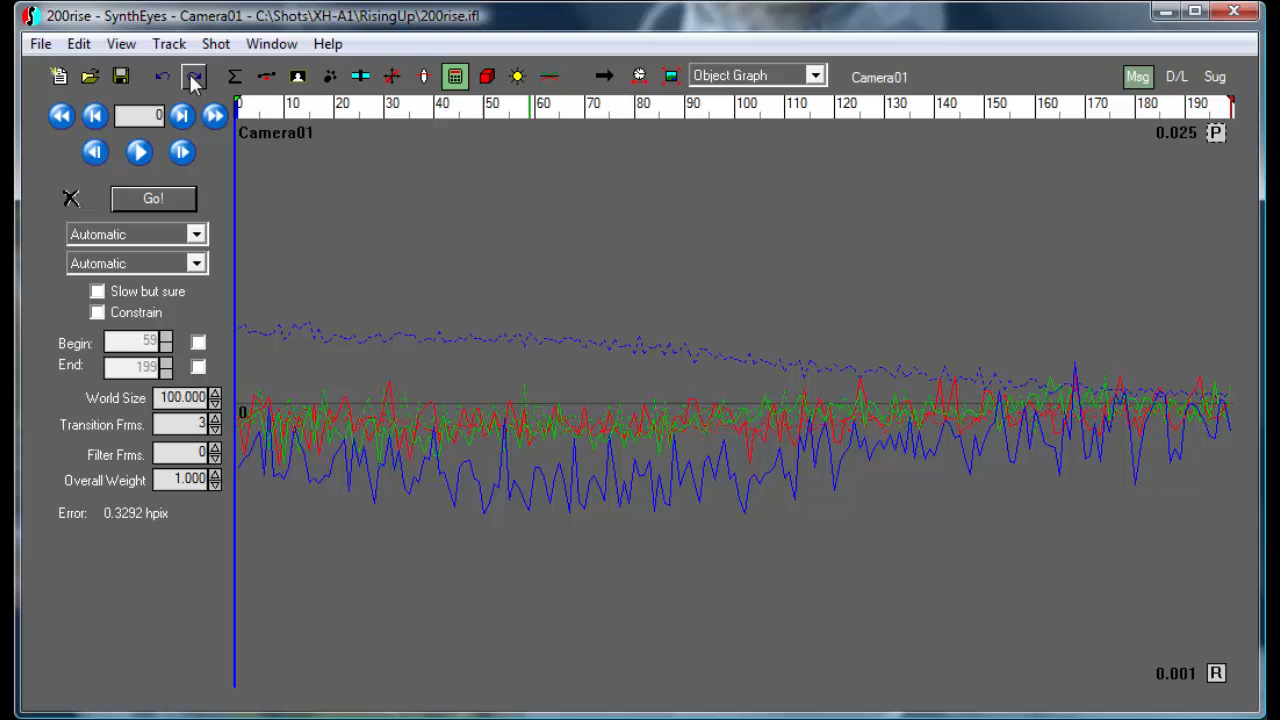 200rise - SynthEyes - Camera01 - C:\Shots\XH-A1\RisingUp\200rise.ifl
File Edit View Track Shot Window Help
Object Graph Camera01 Msg D/L Sug
0
0 10 20 30 40 50 60 70 80 90 100 110 120 130 140 150 160 170 180 190
Camera01 0.025 P
Go!
Automatic
Automatic
Slow but sure
Constrain
Begin: 59
End: 199
World Size 100.000
0
Transition Frms. 3
Filter Frms. 0
Overall Weight 1.000
Error: 0.3292 hpix
0.001 R